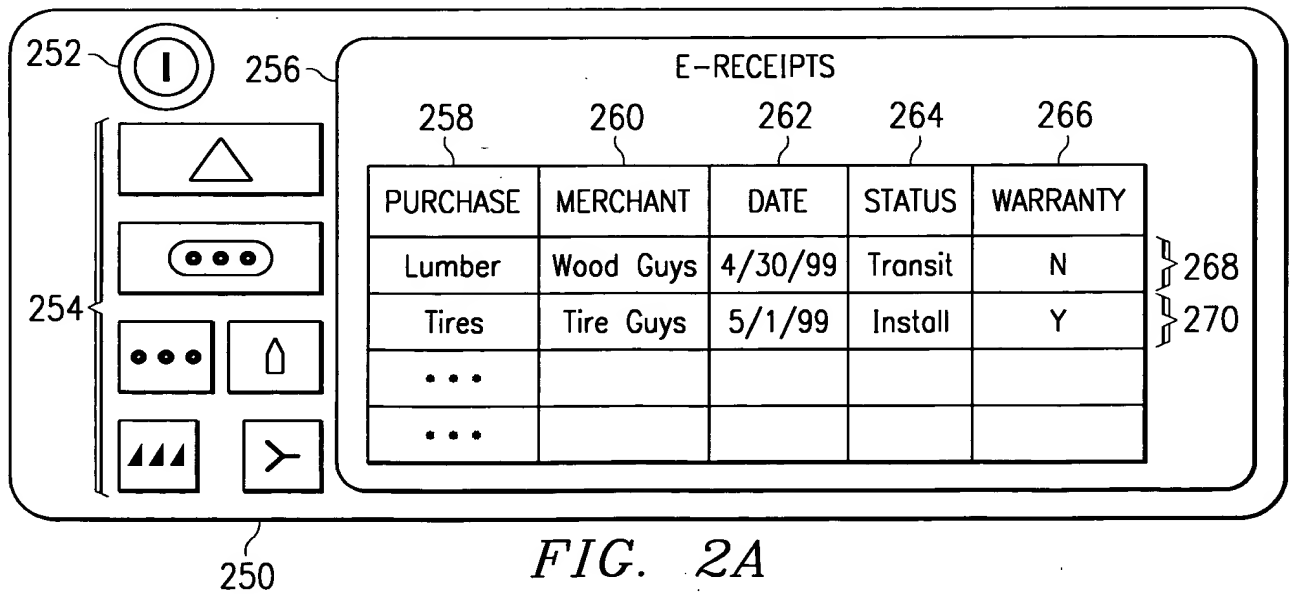 252
256
E-RECEIPTS
258 260 262 264 266
PURCHASE MERCHANT DATE STATUS WARRANTY
Lumber Wood Guys 4/30/99 Transit N
268
254
Tires Tire Guys 5/1/99 Install Y
270
250
FIG. 2A